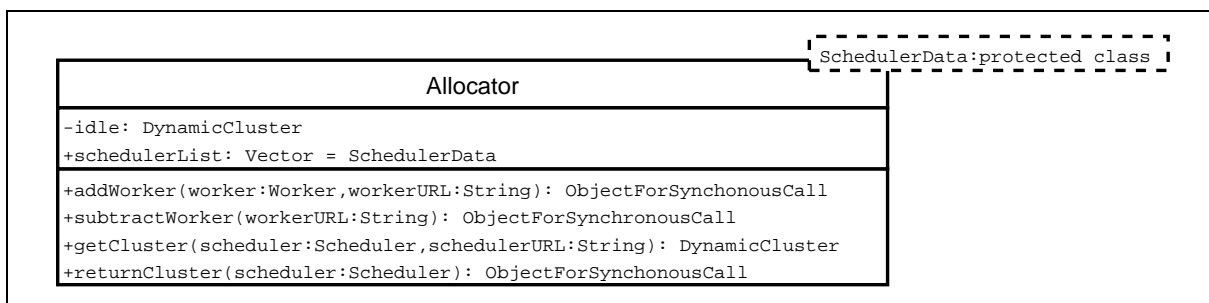 SchedulerData:protected class
Allocator
-idle: DynamicCluster
+schedulerList: Vector = SchedulerData
+addWorker(worker:Worker,workerURL:String): ObjectForSynchonousCall
+subtractWorker(workerURL:String): ObjectForSynchronousCall
+getCluster(scheduler:Scheduler,schedulerURL:String): DynamicCluster
+returnCluster(scheduler:Scheduler): ObjectForSynchonousCall